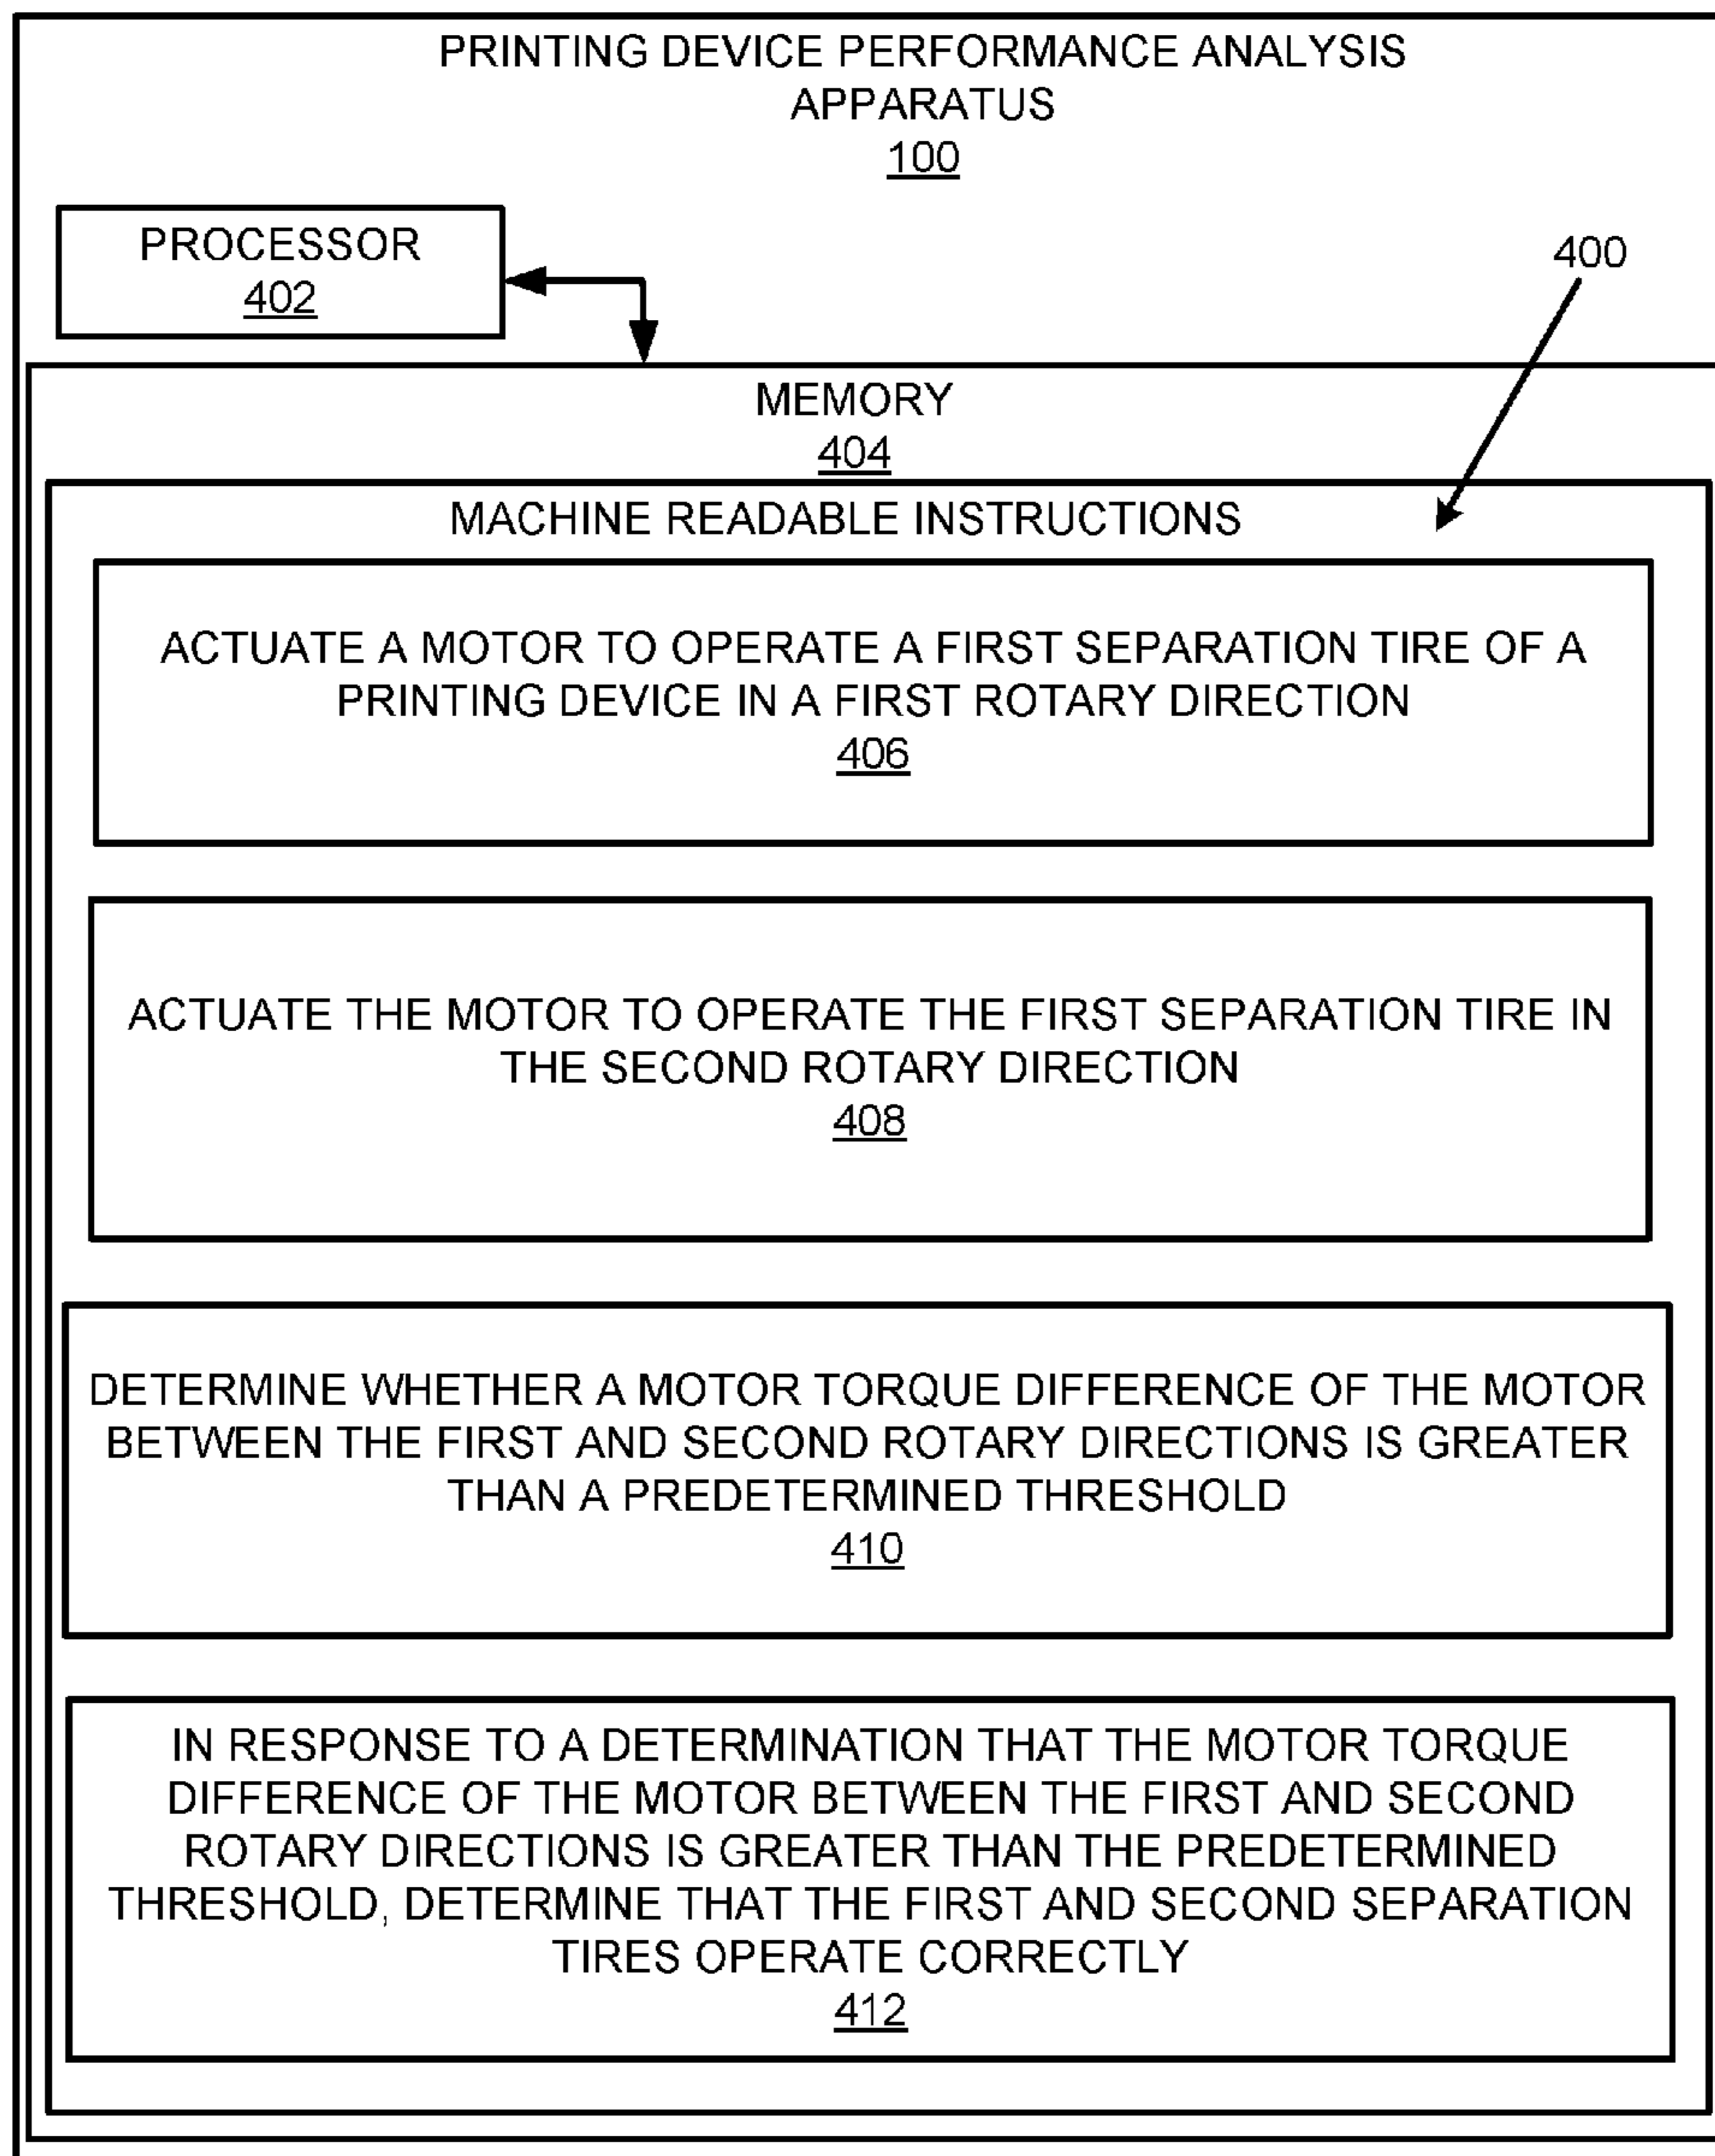 PRINTING DEVICE PERFORMANCE ANALYSIS
APPARATUS
100
PROCESSOR
402
400
MEMORY
404
MACHINE READABLE INSTRUCTIONS
ACTUATE A MOTOR TO OPERATE A FIRST SEPARATION TIRE OF A
PRINTING DEVICE IN A FIRST ROTARY DIRECTION
406
ACTUATE THE MOTOR TO OPERATE THE FIRST SEPARATION TIRE IN
THE SECOND ROTARY DIRECTION
408
DETERMINE WHETHER A MOTOR TORQUE DIFFERENCE OF THE MOTOR
BETWEEN THE FIRST AND SECOND ROTARY DIRECTIONS IS GREATER
THAN A PREDETERMINED THRESHOLD
410
IN RESPONSE TO A DETERMINATION THAT THE MOTOR TORQUE
DIFFERENCE OF THE MOTOR BETWEEN THE FIRST AND SECOND
ROTARY DIRECTIONS IS GREATER THAN THE PREDETERMINED
THRESHOLD, DETERMINE THAT THE FIRST AND SECOND SEPARATION
TIRES OPERATE CORRECTLY
412